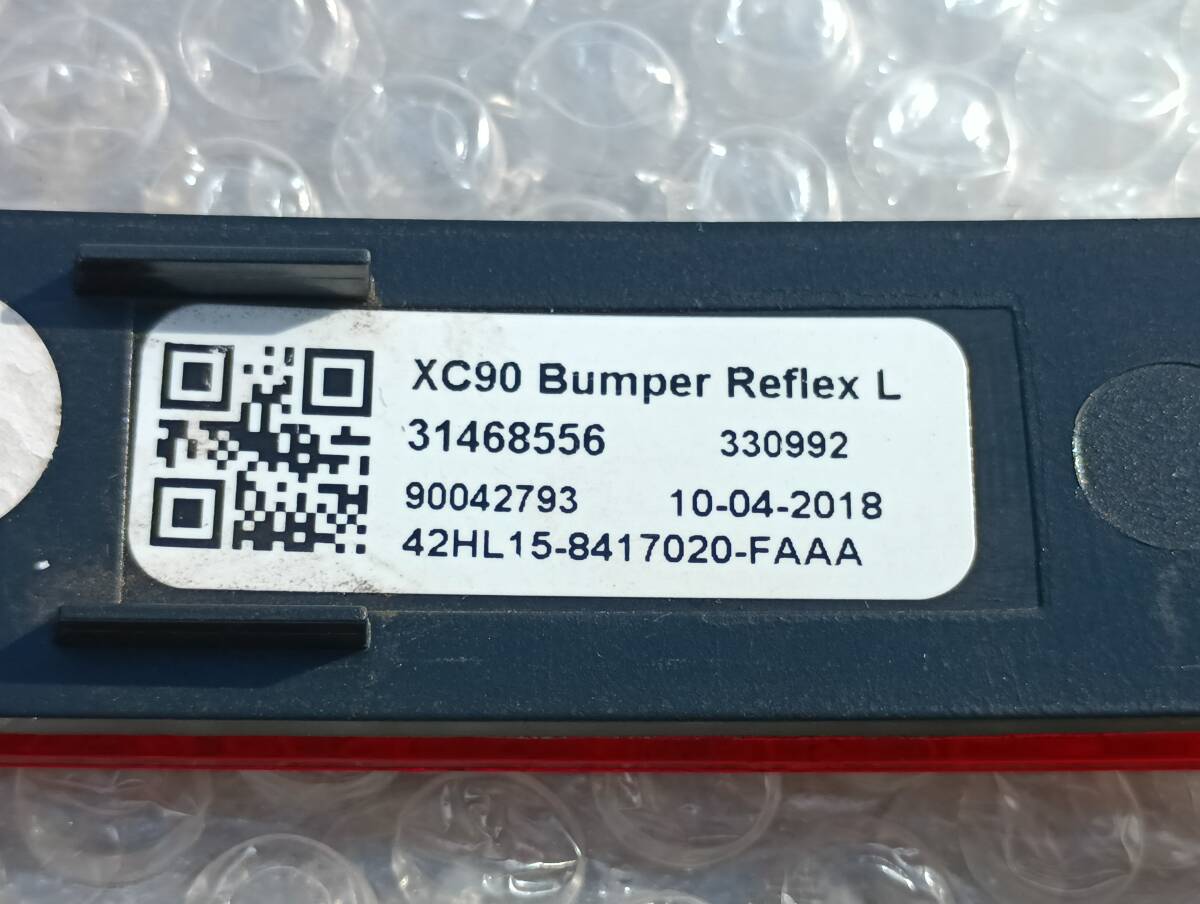 XC90 Bumper Reflex L
31468556 330992
90042793 10-04-2018
42HL15-8417020-FAAA